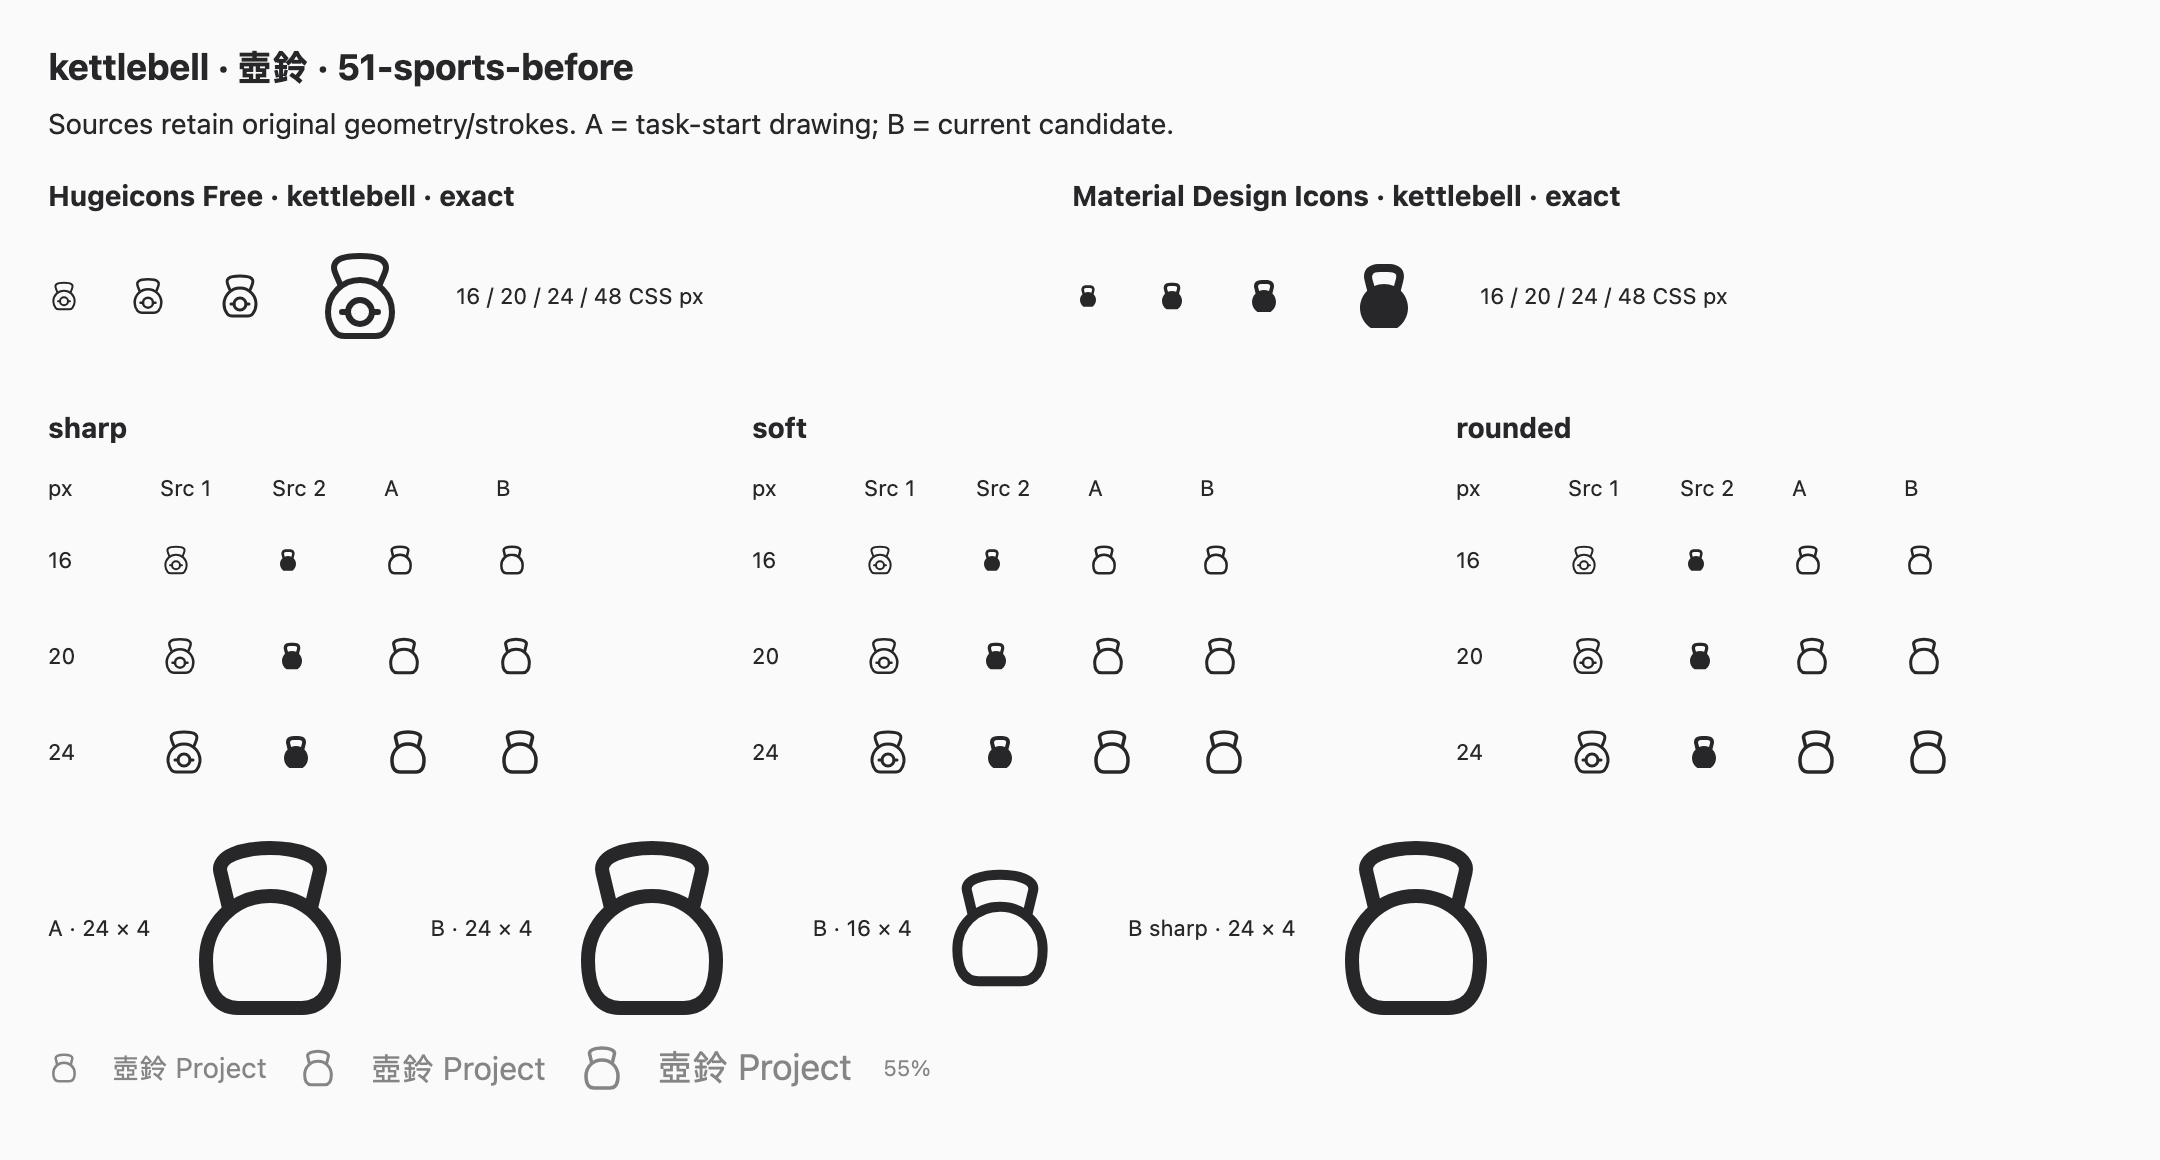 kettlebell · 壺鈴 · 51-sports-before
Sources retain original geometry/strokes. A = task-start drawing; B = current candidate.
Hugeicons Free · kettlebell · exact
16 / 20 / 24 / 48 CSS px
Material Design Icons · kettlebell · exact
16 / 20 / 24 / 48 CSS px
sharp
px Src 1 Src 2 A B
16
20
24
soft
px Src 1 Src 2 A B
16
20
24
rounded
px Src 1 Src 2 A B
16
20
24
A · 24 × 4
B · 24 × 4
B · 16 × 4
B sharp · 24 × 4
壺鈴 Project 壺鈴 Project 壺鈴 Project 55%